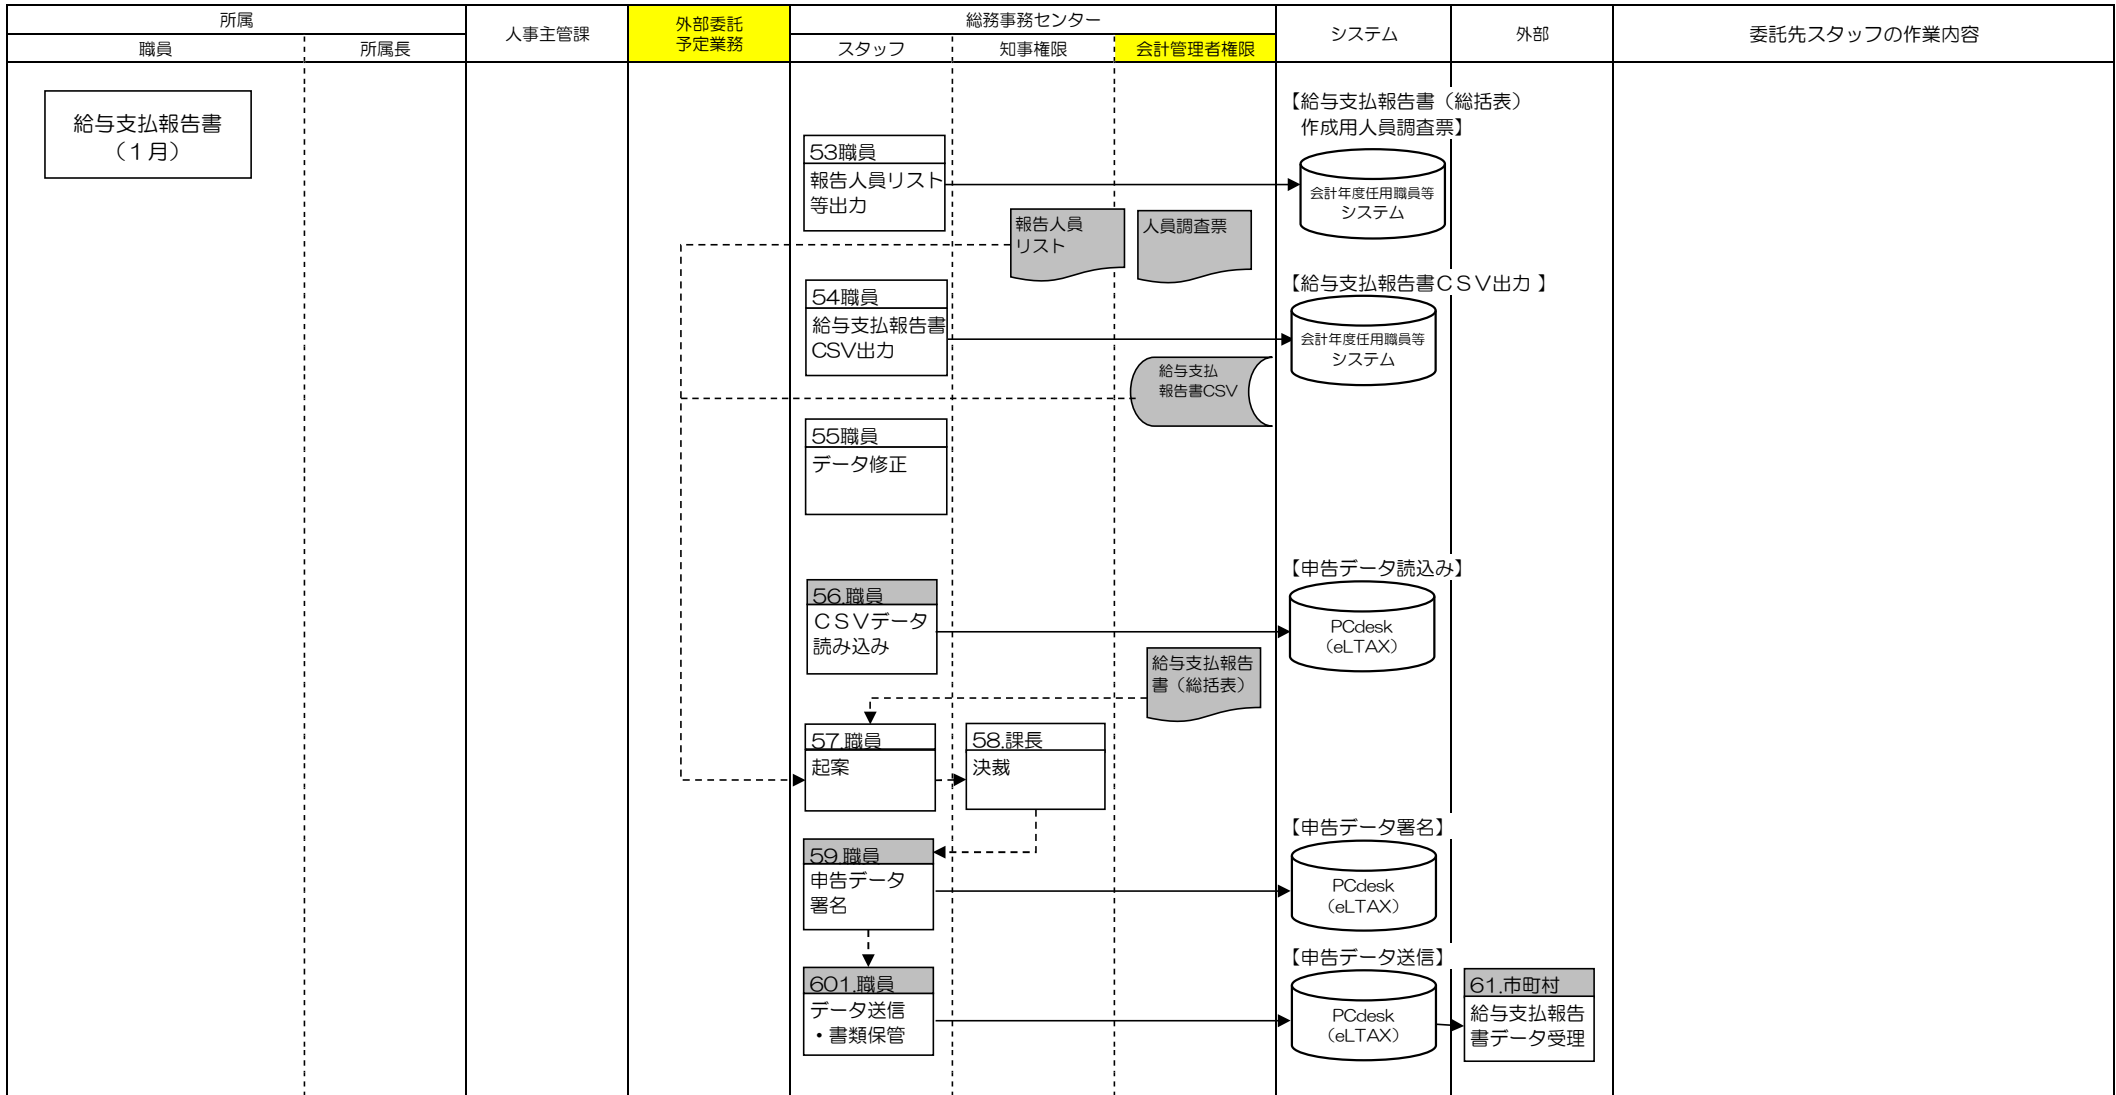 所属
職員
所属長
人事主管課
外部委託
予定業務
総務事務センター
スタッフ
知事権限
会計管理者権限
システム
外部
委託先スタッフの作業内容
給与支払報告書
（１月）
53職員
報告人員リスト
等出力
【給与支払報告書（総括表）
作成用人員調査票】
会計年度任用職員等
システム
報告人員
リスト
人員調査票
54職員
給与支払報告書
CSV出力
【給与支払報告書ＣＳＶ出力 】
会計年度任用職員等
システム
給与支払
報告書CSV
55職員
データ修正
56.職員
ＣＳＶデータ
読み込み
【申告データ読込み】
PCdesk
（eLTAX）
給与支払報告
書（総括表）
57.職員
起案
58.課長
決裁
59.職員
申告データ
署名
【申告データ署名】
PCdesk
（eLTAX）
601.職員
データ送信
・書類保管
【申告データ送信】
PCdesk
（eLTAX）
61.市町村
給与支払報告
書データ受理